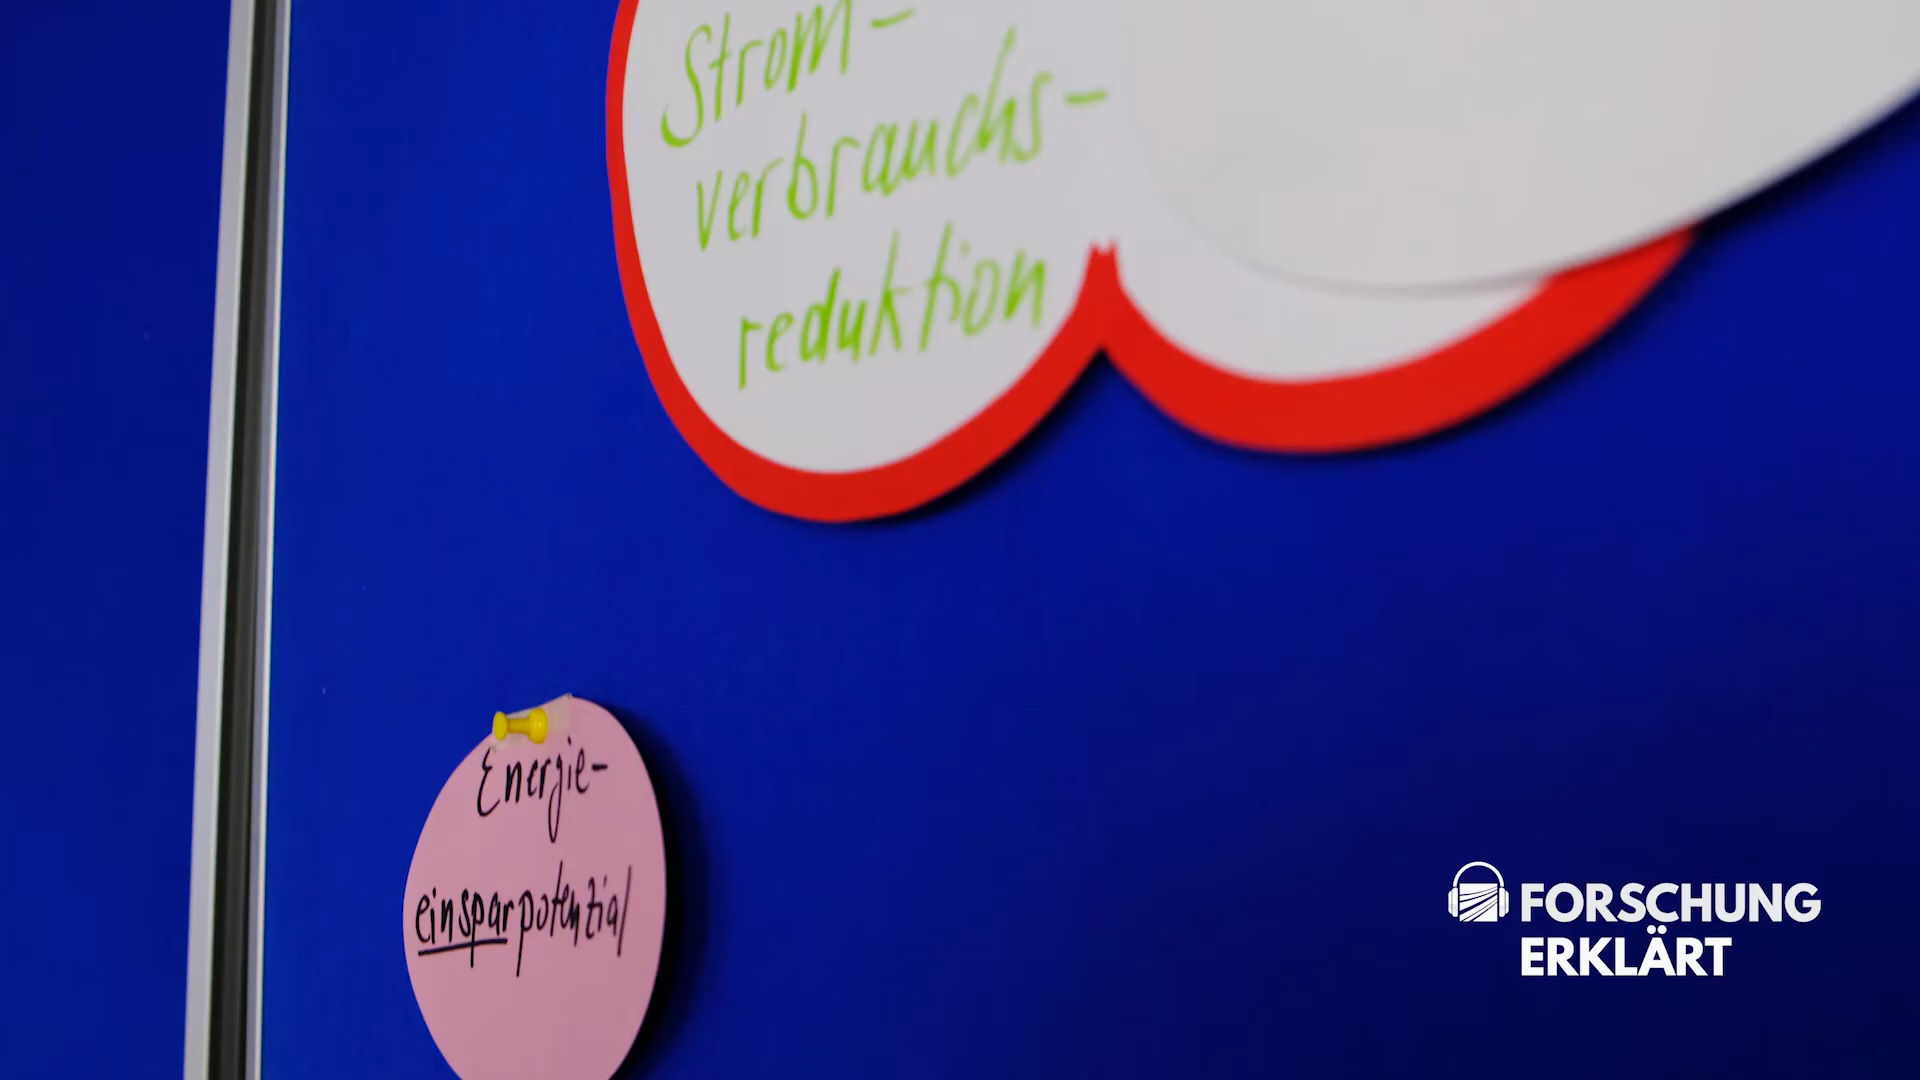 Strom-
verbrauchs-
reduktion
Energie-
einsparpotenzial
FORSCHUNG
ERKLÄRT